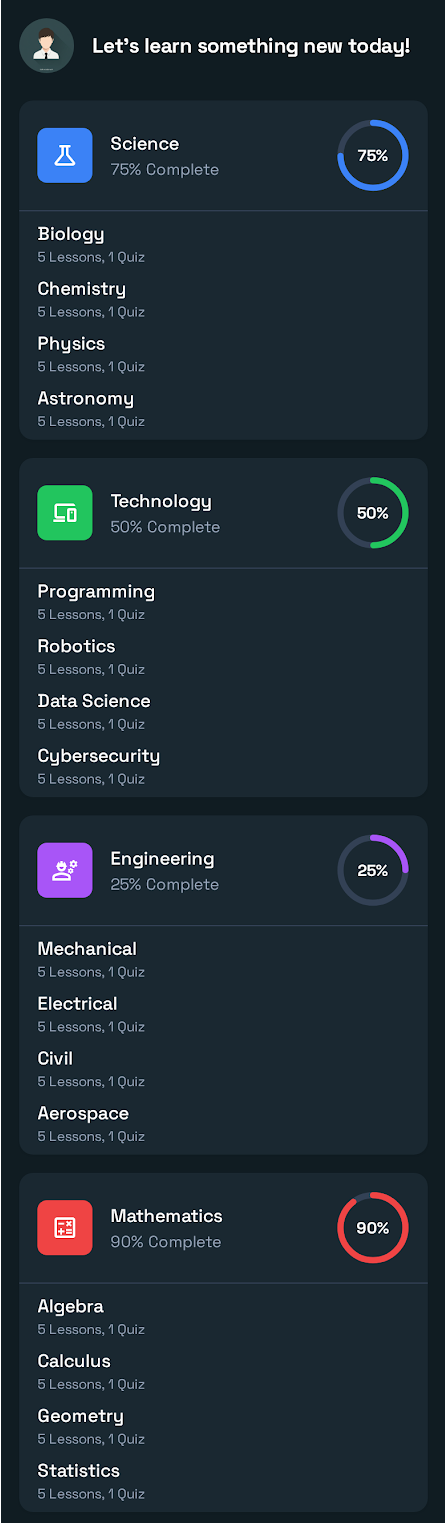 Let's learn something new today!
Science
75% Complete
75%
Biology
5 Lessons, 1 Quiz
Chemistry
5 Lessons, 1 Quiz
Physics
5 Lessons, 1 Quiz
Astronomy
5 Lessons, 1 Quiz
Technology
50% Complete
50%
Programming
5 Lessons, 1 Quiz
Robotics
5 Lessons, 1 Quiz
Data Science
5 Lessons, 1 Quiz
Cybersecurity
5 Lessons, 1 Quiz
Engineering
25% Complete
25%
Mechanical
5 Lessons, 1 Quiz
Electrical
5 Lessons, 1 Quiz
Civil
5 Lessons, 1 Quiz
Aerospace
5 Lessons, 1 Quiz
Mathematics
90% Complete
90%
Algebra
5 Lessons, 1 Quiz
Calculus
5 Lessons, 1 Quiz
Geometry
5 Lessons, 1 Quiz
Statistics
5 Lessons, 1 Quiz